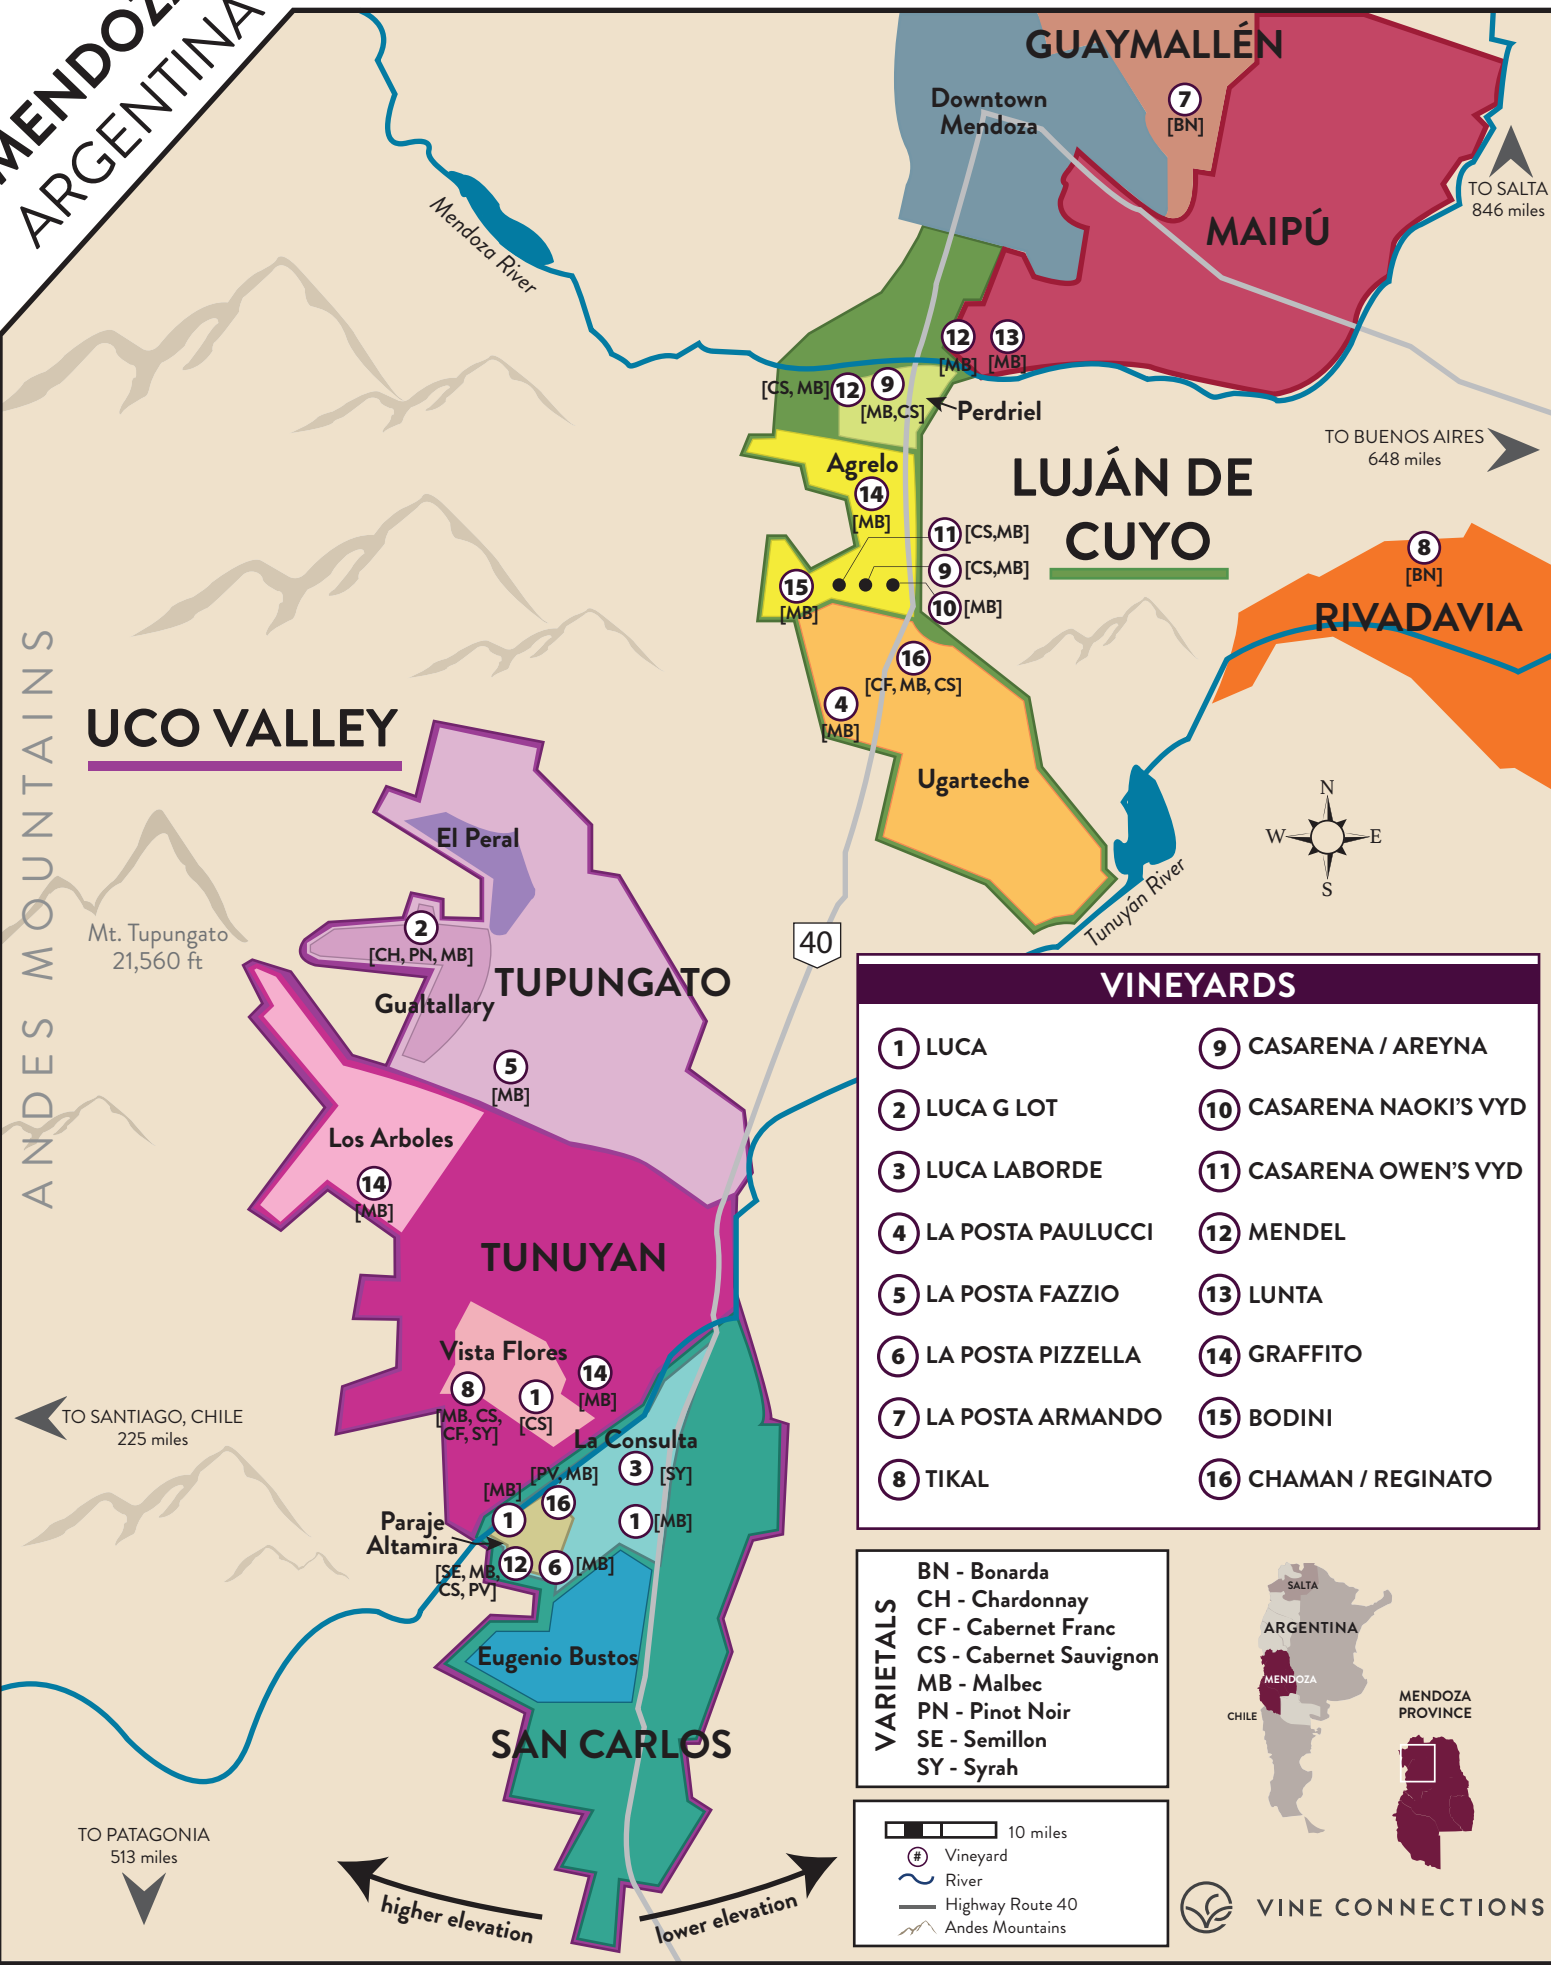 MENDOZA
ARGENTINA
GUAYMALLÉN
7
[BN]
Downtown
Mendoza
MAIPÚ
TO SALTA
846 miles
Mendoza River
12
[MB]
13
[MB]
[CS, MB]
12
9
[MB,CS]
Perdriel
TO BUENOS AIRES
648 miles
LUJÁN DE
CUYO
Agrelo
14
[MB]
11
[CS,MB]
9
[CS,MB]
10
[MB]
15
[MB]
8
[BN]
RIVADAVIA
16
[CF, MB, CS]
4
[MB]
Ugarteche
N
W
E
S
Tunuyán River
ANDES MOUNTAINS
UCO VALLEY
El Peral
Mt. Tupungato
21,560 ft
2
[CH, PN, MB]
Gualtallary
TUPUNGATO
40
5
[MB]
Los Arboles
14
[MB]
TUNUYAN
Vista Flores
8
[MB, CS,
CF, SY]
1
[CS]
14
[MB]
TO SANTIAGO, CHILE
225 miles
La Consulta
3
[SY]
[PV, MB]
16
[MB]
1
1
[MB]
Paraje
Altamira
12
[SE, MB,
CS, PV]
6
[MB]
Eugenio Bustos
SAN CARLOS
TO PATAGONIA
513 miles
higher elevation
lower elevation
VINEYARDS
1 LUCA
2 LUCA G LOT
3 LUCA LABORDE
4 LA POSTA PAULUCCI
5 LA POSTA FAZZIO
6 LA POSTA PIZZELLA
7 LA POSTA ARMANDO
8 TIKAL
9 CASARENA / AREYNA
10 CASARENA NAOKI'S VYD
11 CASARENA OWEN'S VYD
12 MENDEL
13 LUNTA
14 GRAFFITO
15 BODINI
16 CHAMAN / REGINATO
VARIETALS
BN - Bonarda
CH - Chardonnay
CF - Cabernet Franc
CS - Cabernet Sauvignon
MB - Malbec
PN - Pinot Noir
SE - Semillon
SY - Syrah
10 miles
# Vineyard
River
Highway Route 40
Andes Mountains
SALTA
ARGENTINA
MENDOZA
CHILE
MENDOZA
PROVINCE
VINE CONNECTIONS